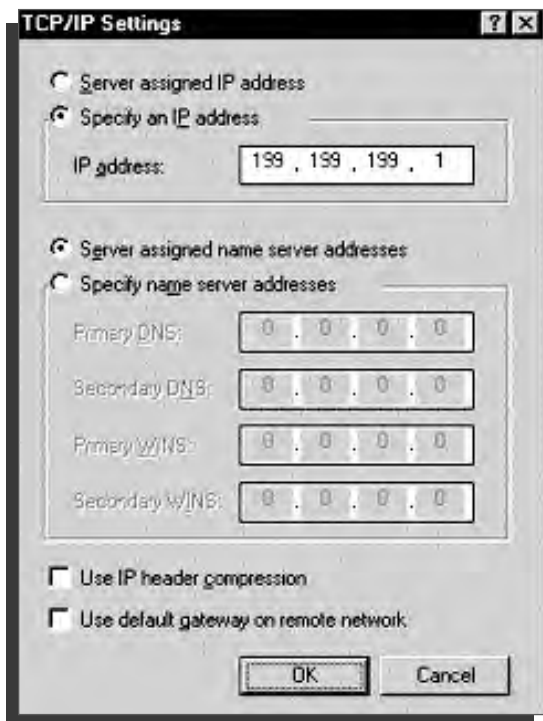 TCP/IP Settings
Server assigned IP address
Specify an IP address
IP address: 199 . 199 . 199 . 1
Server assigned name server addresses
Specify name server addresses
Primary DNS: 0 . 0 . 0 . 0
Secondary DNS: 0 . 0 . 0 . 0
Primary WINS: 0 . 0 . 0 . 0
Secondary WINS: 0 . 0 . 0 . 0
Use IP header compression
Use default gateway on remote network
OK Cancel